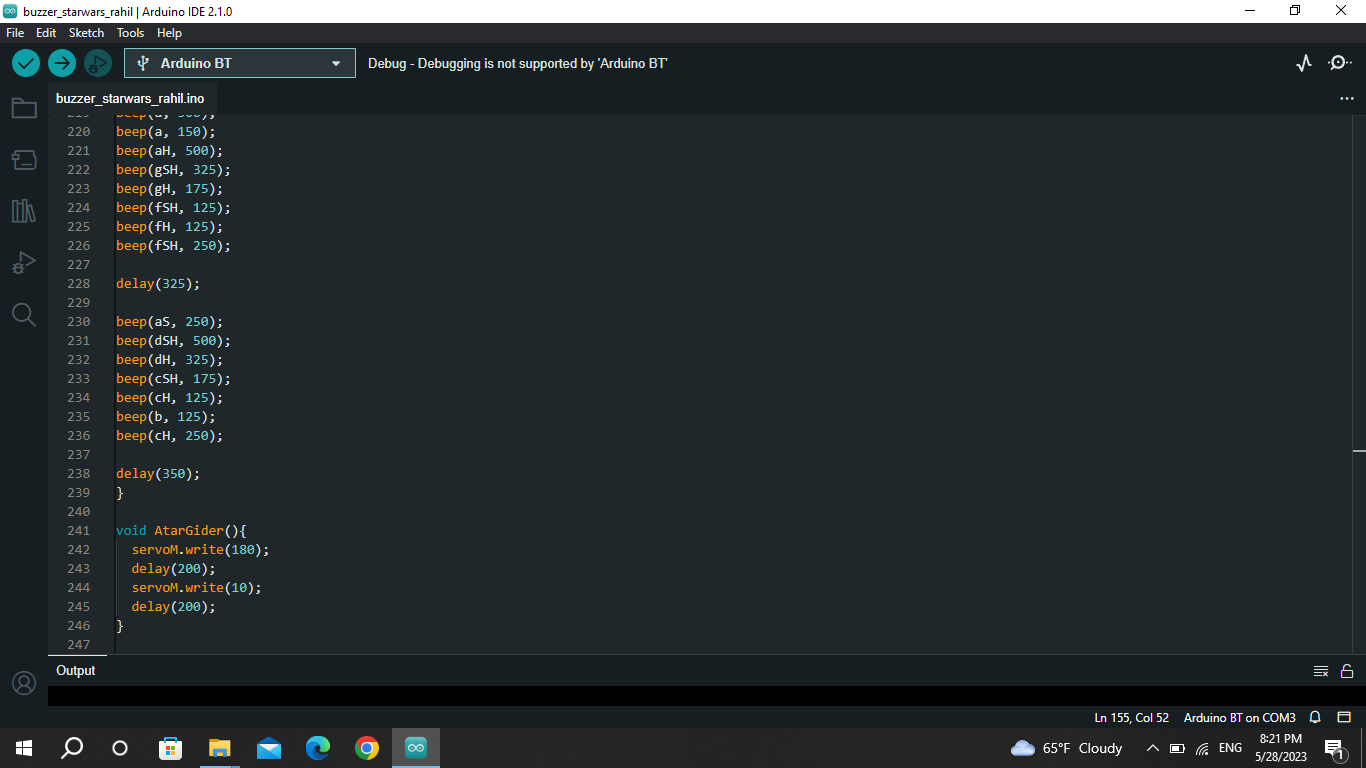 buzzer_starwars_rahil | Arduino IDE 2.1.0
File Edit Sketch Tools Help
Arduino BT
Debug - Debugging is not supported by 'Arduino BT'
buzzer_starwars_rahil.ino
220 beep(a, 150);
221 beep(aH, 500);
222 beep(gSH, 325);
223 beep(gH, 175);
224 beep(fSH, 125);
225 beep(fH, 125);
226 beep(fSH, 250);
227
228 delay(325);
229
230 beep(aS, 250);
231 beep(dSH, 500);
232 beep(dH, 325);
233 beep(cSH, 175);
234 beep(cH, 125);
235 beep(b, 125);
236 beep(cH, 250);
237
238 delay(350);
239 }
240
241 void AtarGider(){
242 servoM.write(180);
243 delay(200);
244 servoM.write(10);
245 delay(200);
246 }
247
Output
Ln 155, Col 52 Arduino BT on COM3
65°F Cloudy ENG
8:21 PM
5/28/2023
1